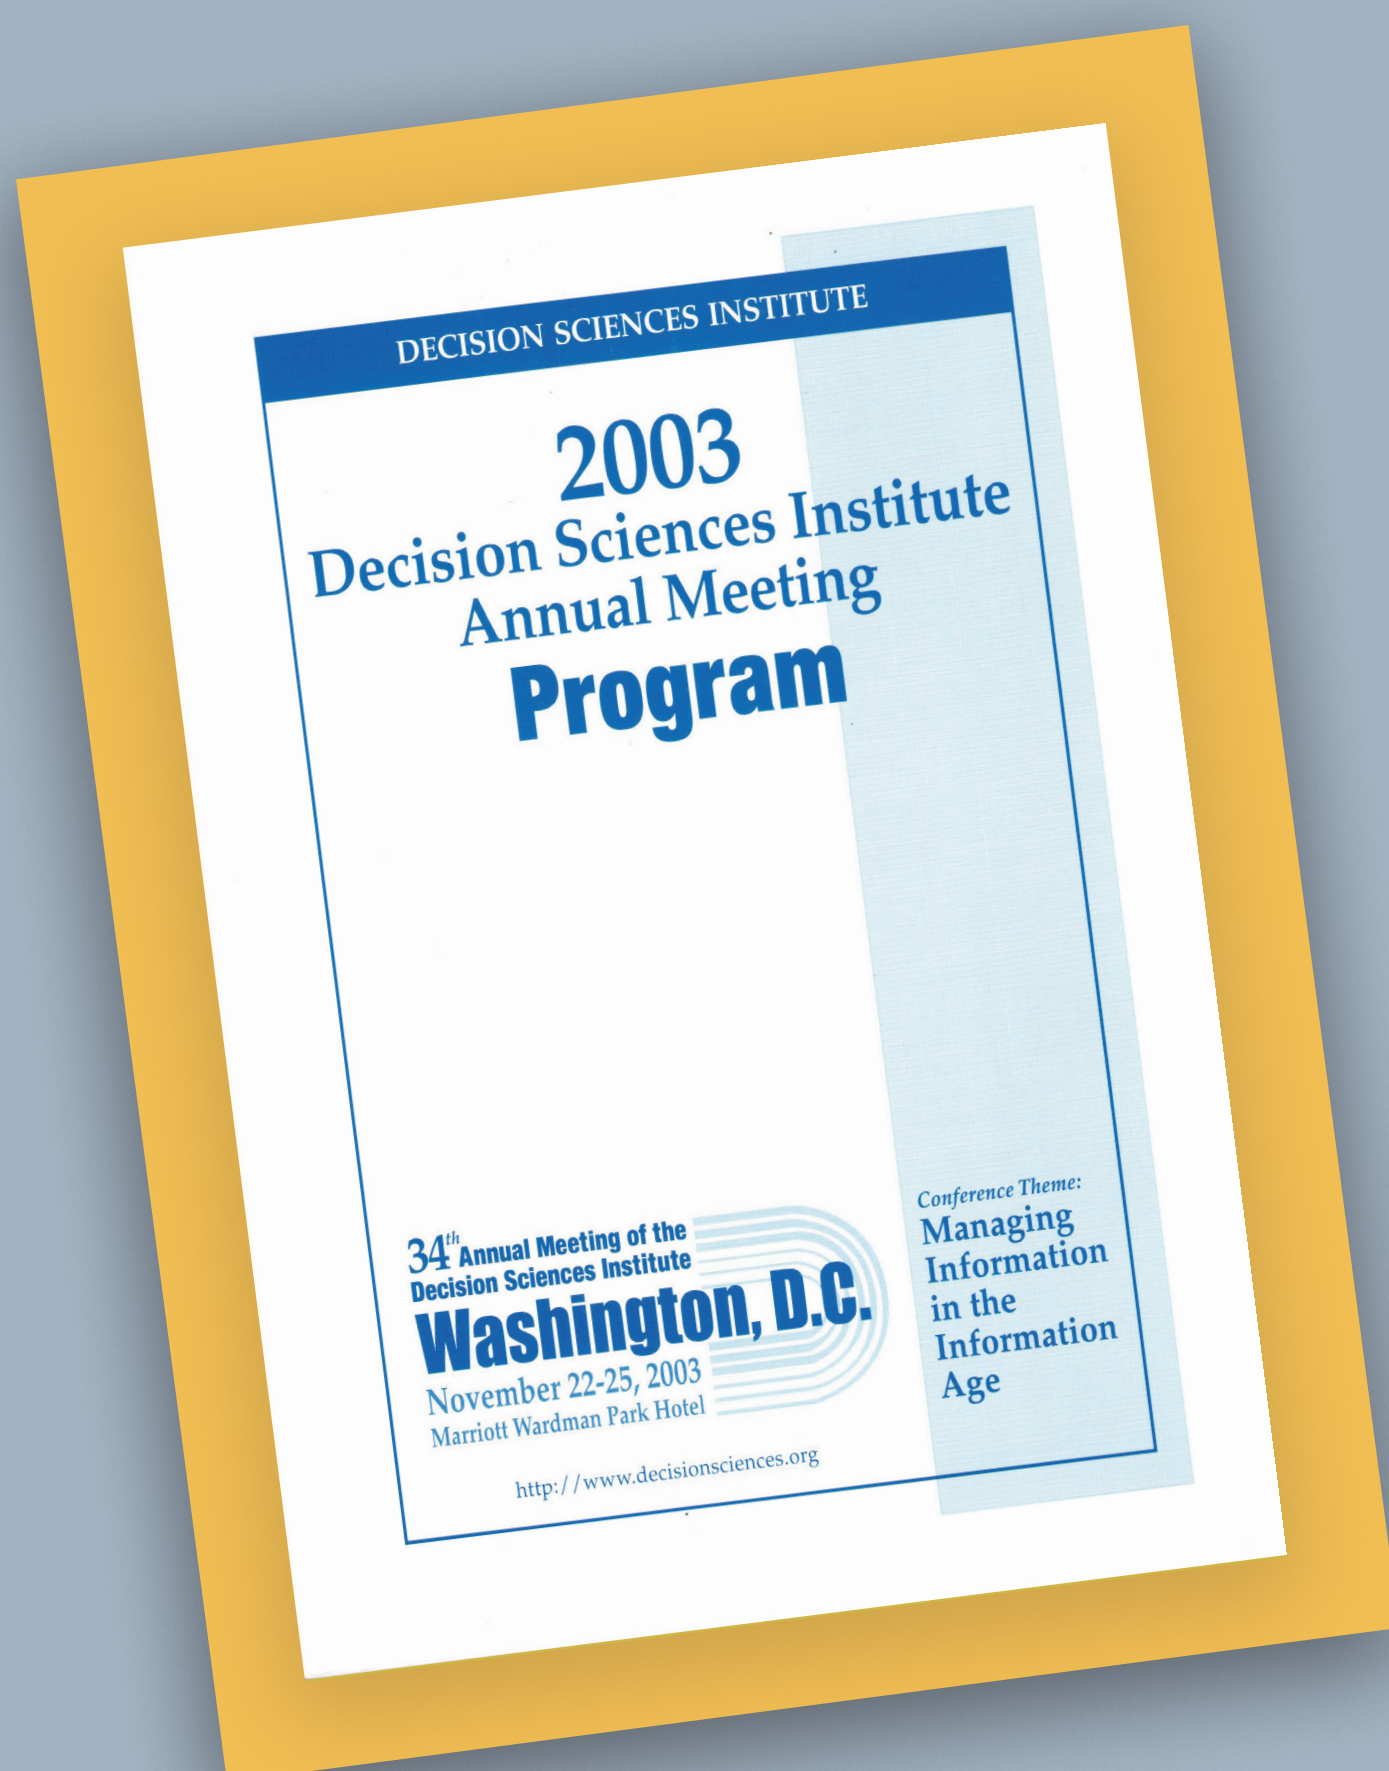 DECISION SCIENCES INSTITUTE
2003
Decision Sciences Institute
Annual Meeting
Program
34th Annual Meeting of the
Decision Sciences Institute
Washington, D.C.
November 22-25, 2003
Marriott Wardman Park Hotel
http://www.decisionsciences.org
Conference Theme:
Managing
Information
in the
Information
Age